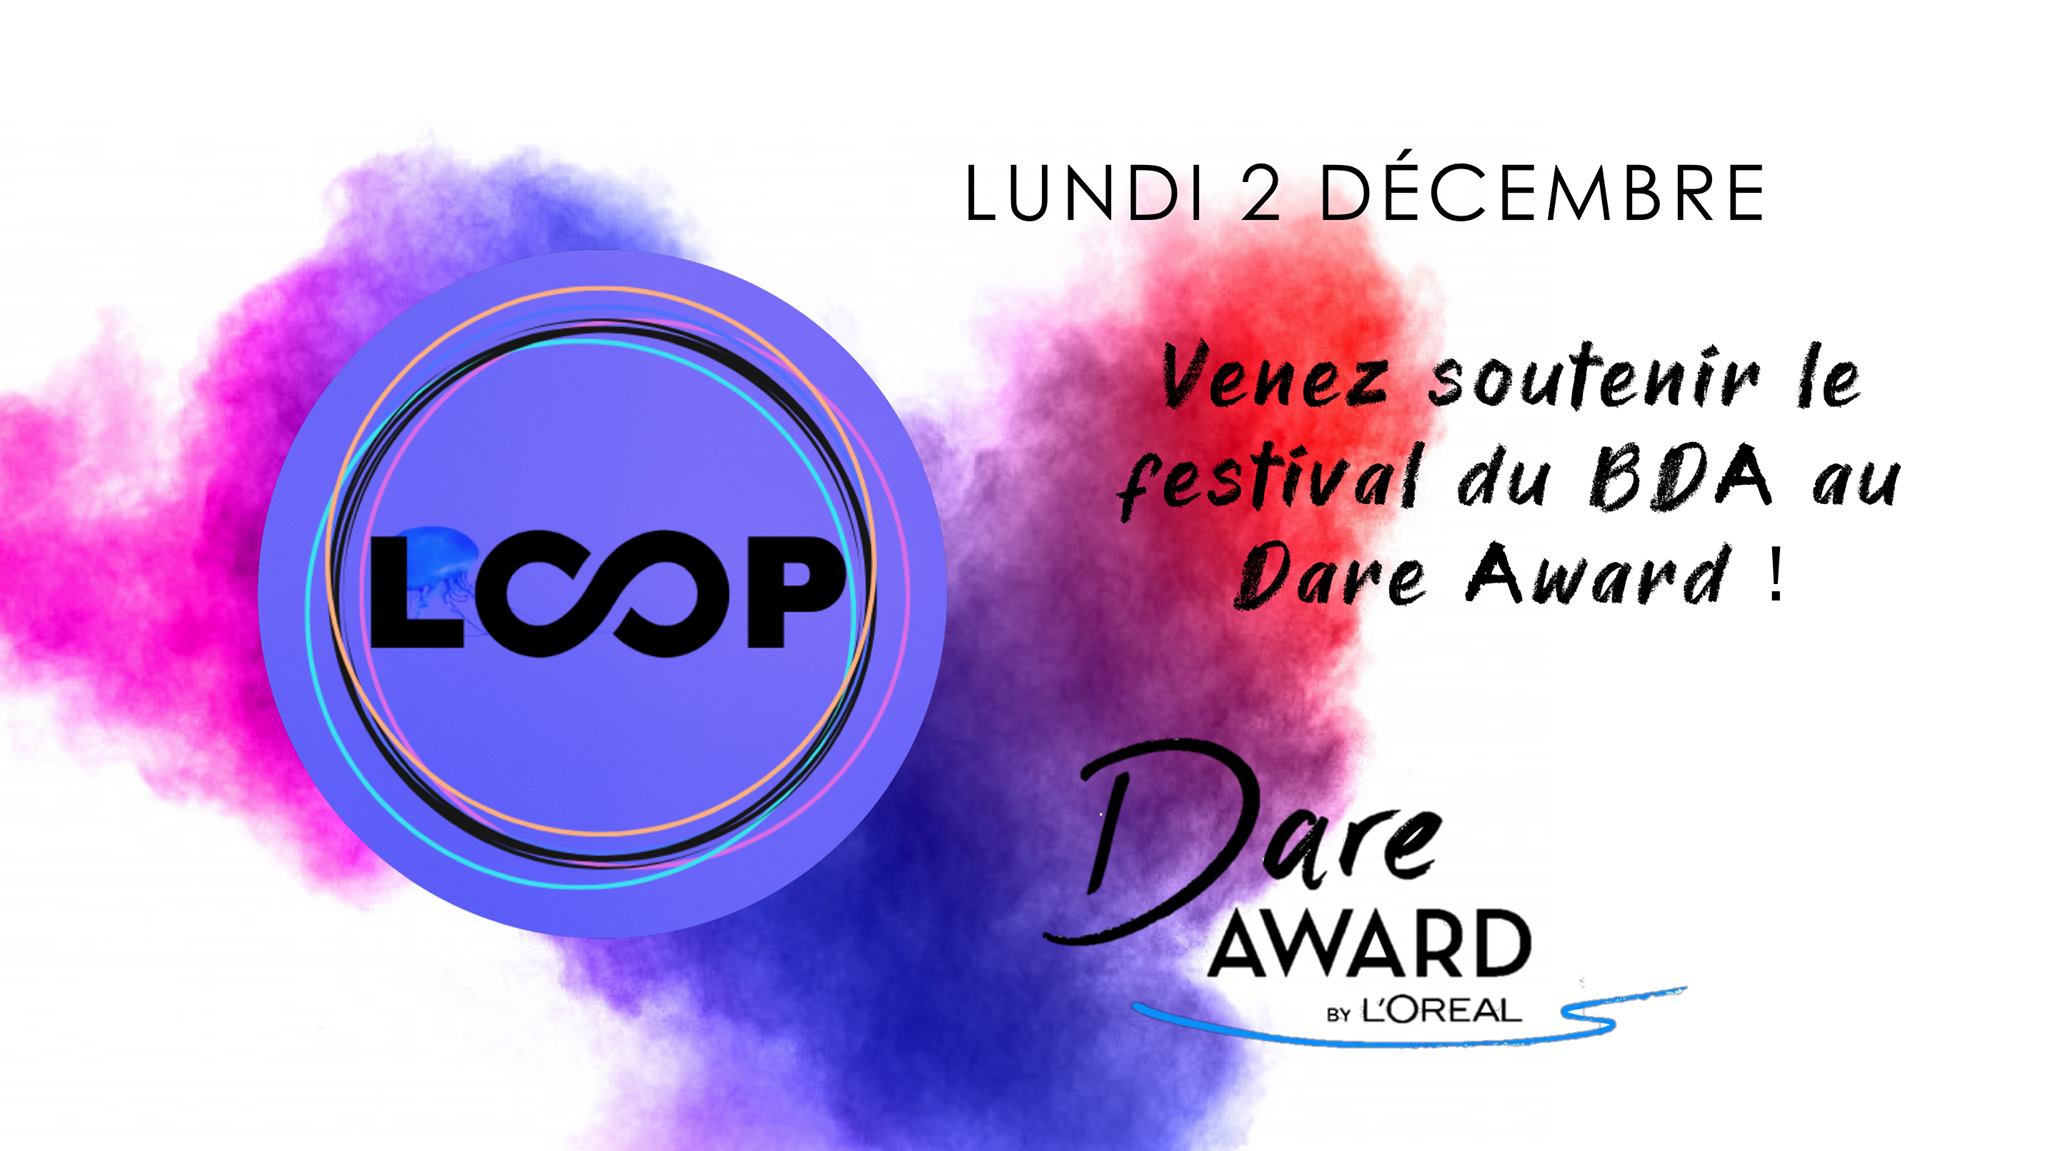 LUNDI 2 DÉCEMBRE
Venez soutenir le
festival du BDA au
Dare Award !
LOOP
Dare
AWARD
BY L'OREAL